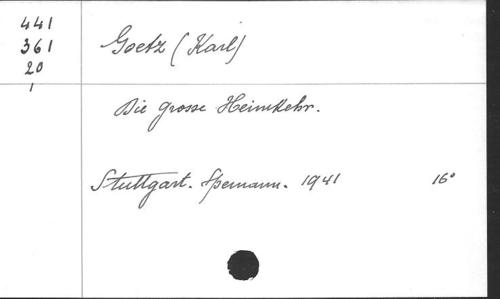 441
361
20
1
Goetz (Karl)
Die grosse Heimkehr.
Stuttgart. Spemann. 1941 16°